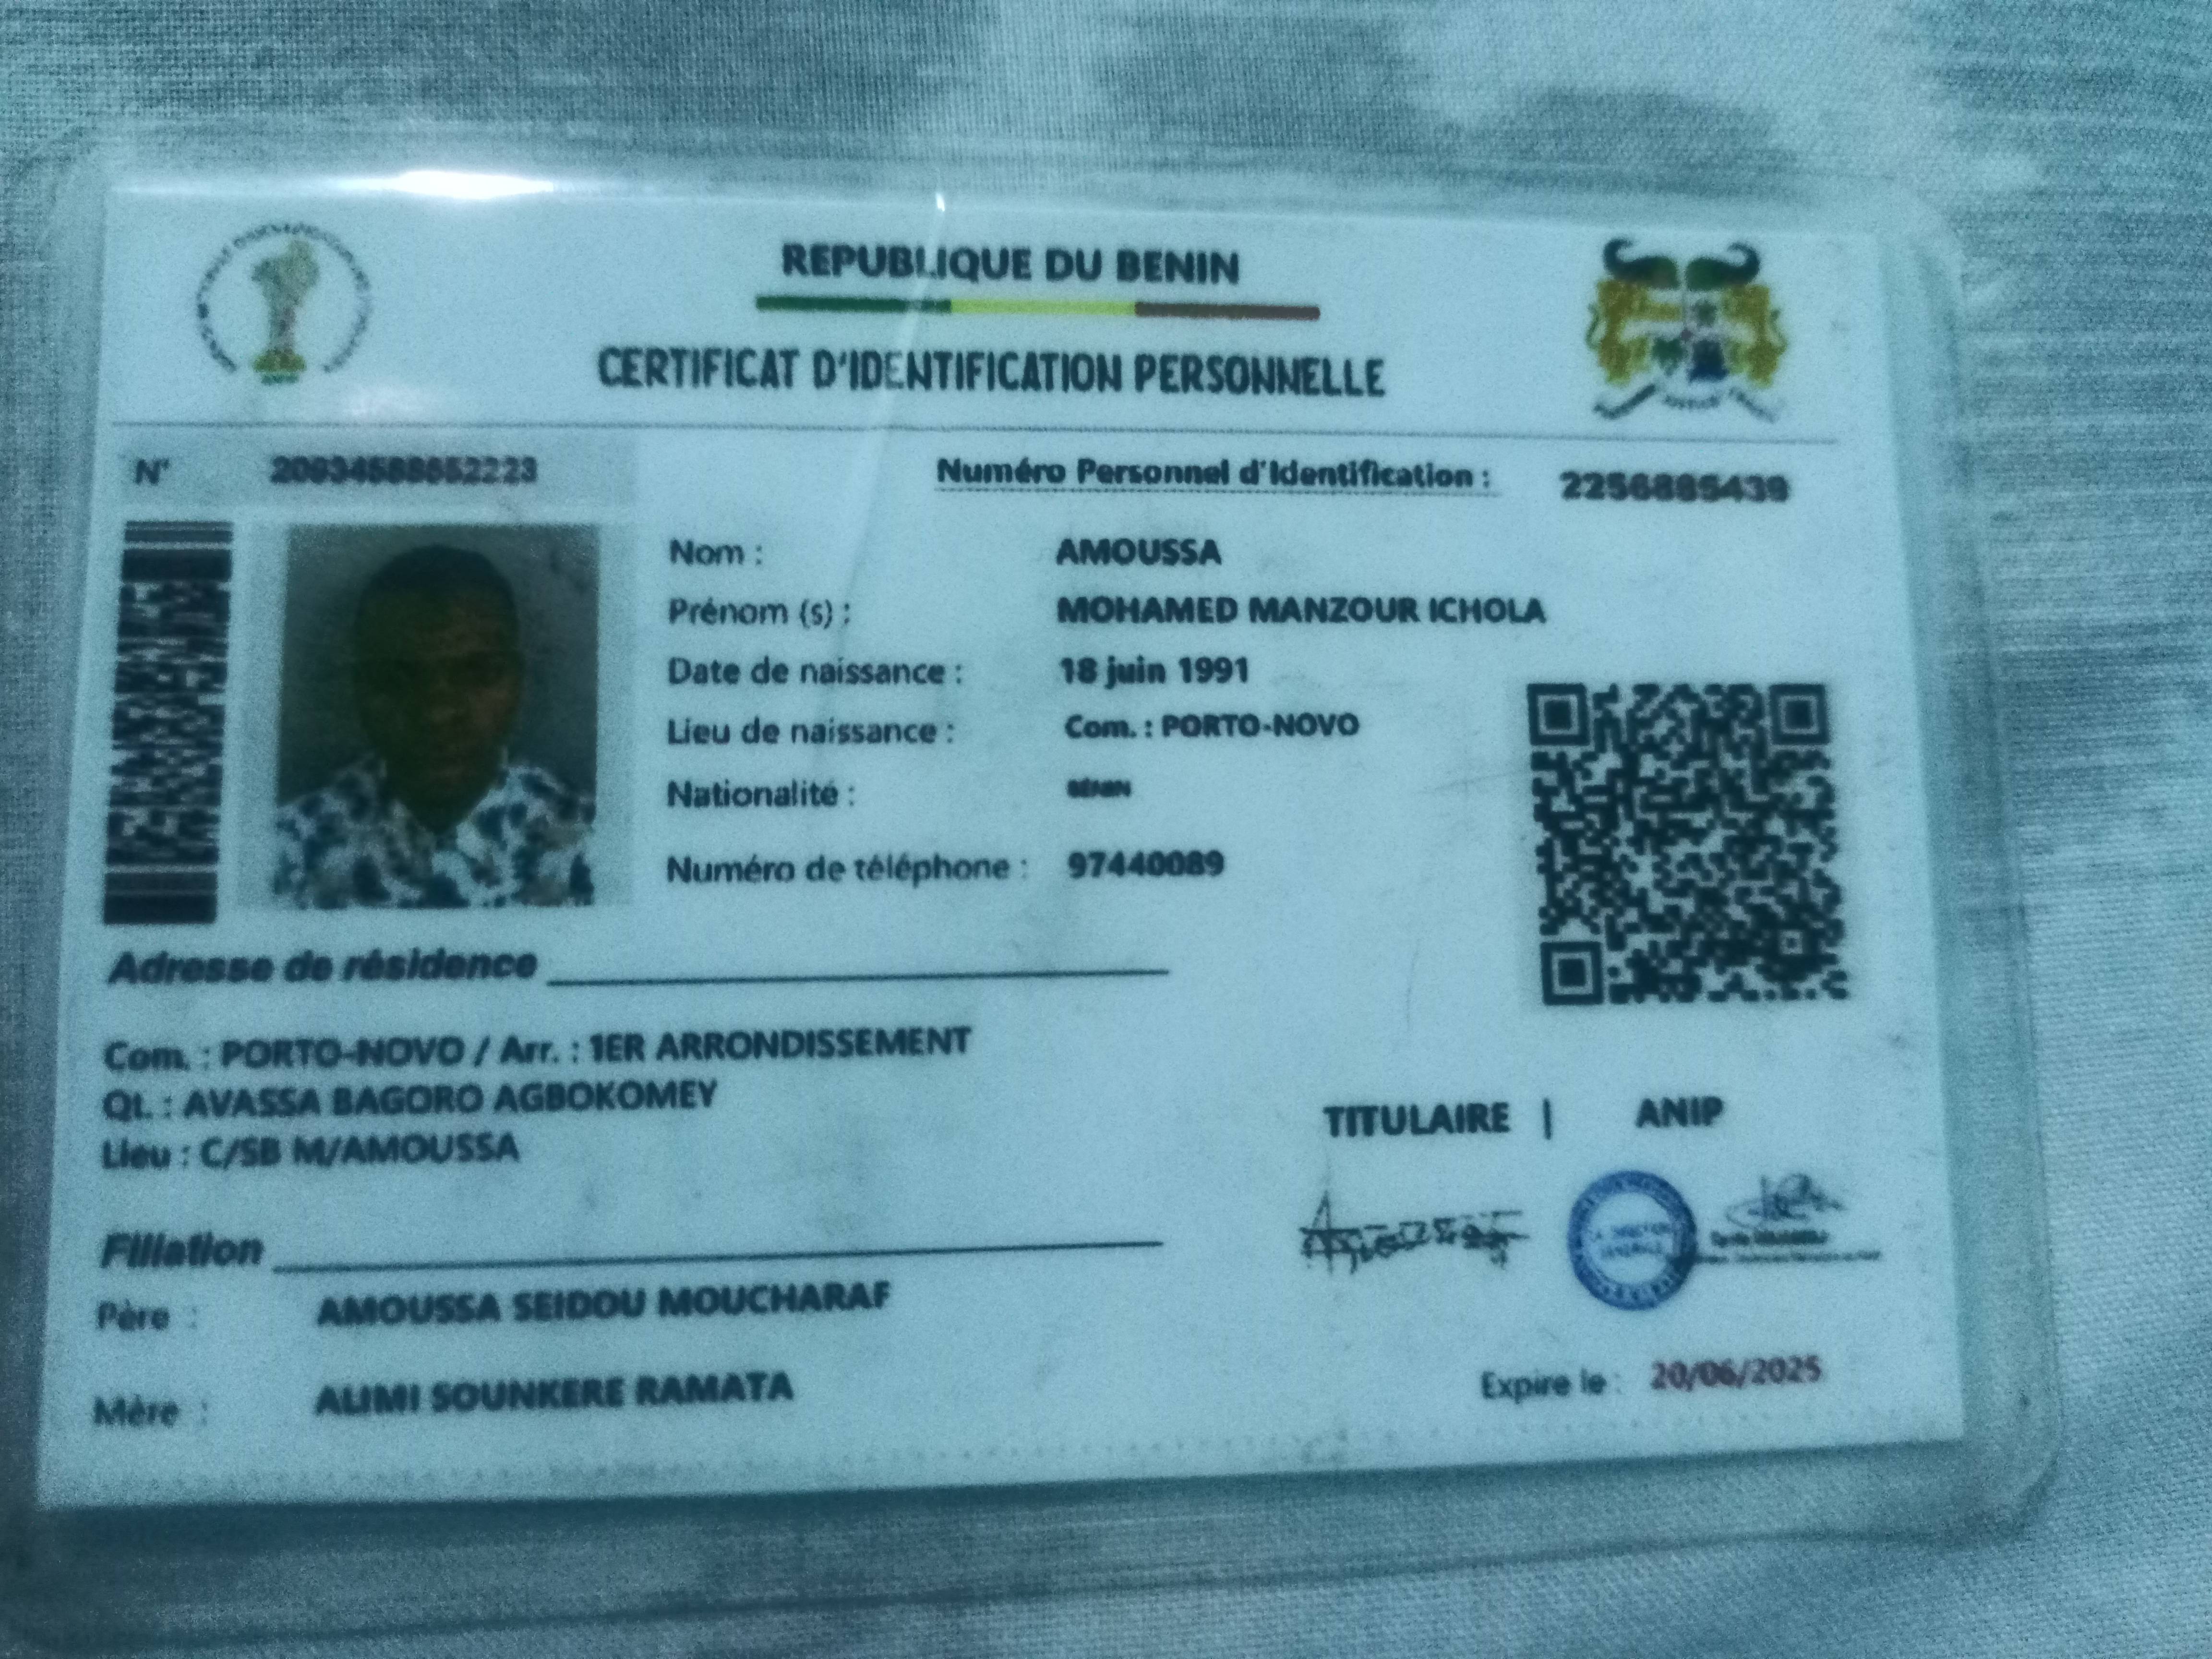 REPUBLIQUE DU BENIN
CERTIFICAT D'IDENTIFICATION PERSONNELLE
N°
Numéro Personnel d'Identification : 2256885439
Nom : AMOUSSA
Prénom (s) : MOHAMED MANZOUR ICHOLA
Date de naissance : 18 juin 1991
Lieu de naissance : Com. : PORTO-NOVO
Nationalité : BÉNIN
Numéro de téléphone : 97440089
Adresse de résidence
Com. : PORTO-NOVO / Arr. : 1ER ARRONDISSEMENT
Qt. : AVASSA BAGORO AGBOKOMEY
Lieu : C/SB M/AMOUSSA
TITULAIRE | ANIP
Filiation
Père : AMOUSSA SEIDOU MOUCHARAF
Mère : ALIMI SOUNKERE RAMATA
Expire le : 20/06/2025